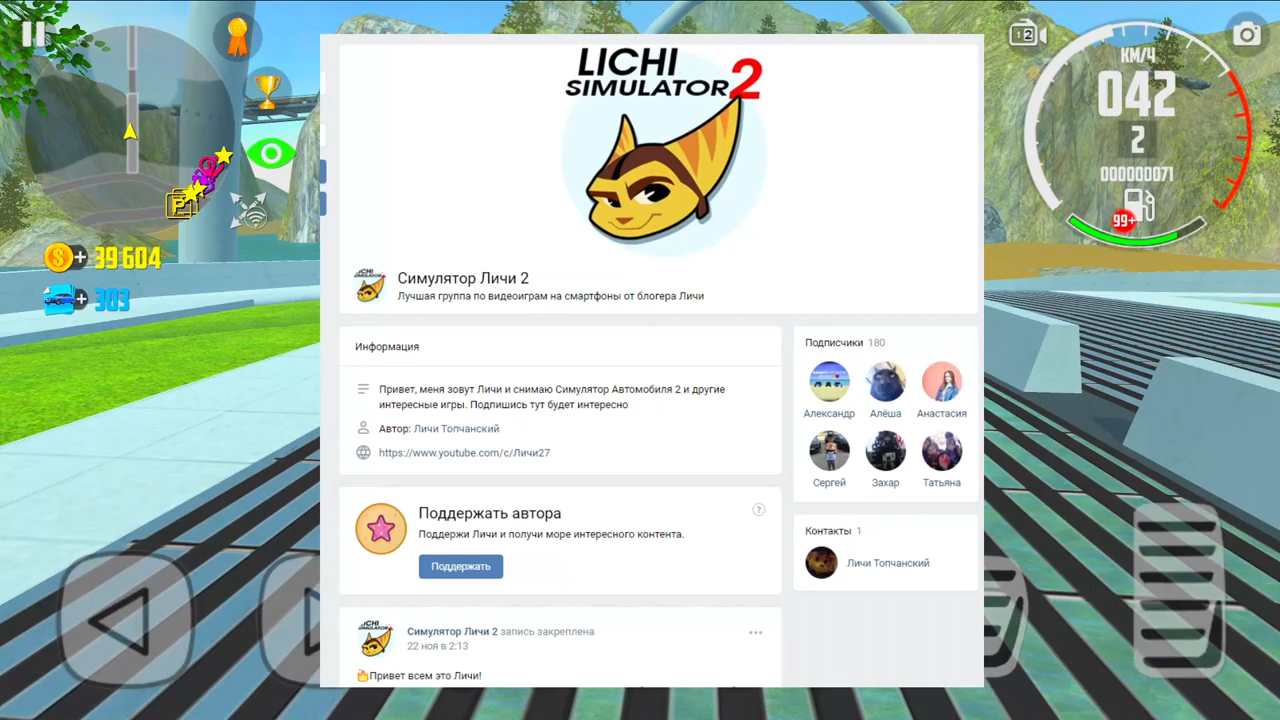 LICHI
SIMULATOR 2
Симулятор Личи 2
Лучшая группа по видеоиграм на смартфоны от блогера Личи
Информация
Привет, меня зовут Личи и снимаю Симулятор Автомобиля 2 и другие
интересные игры. Подпишись тут будет интересно
Автор: Личи Топчанский
https://www.youtube.com/c/Личи27
Поддержать автора
?
Поддержи Личи и получи море интересного контента.
Поддержать
Симулятор Личи 2 запись закреплена
22 ноя в 2:13
Привет всем это Личи!
Подписчики 180
Александр
Алёша
Анастасия
Сергей
Захар
Татьяна
Контакты 1
Личи Топчанский
P
39 604
303
1 2
КМ/Ч
042
2
000000071
99+